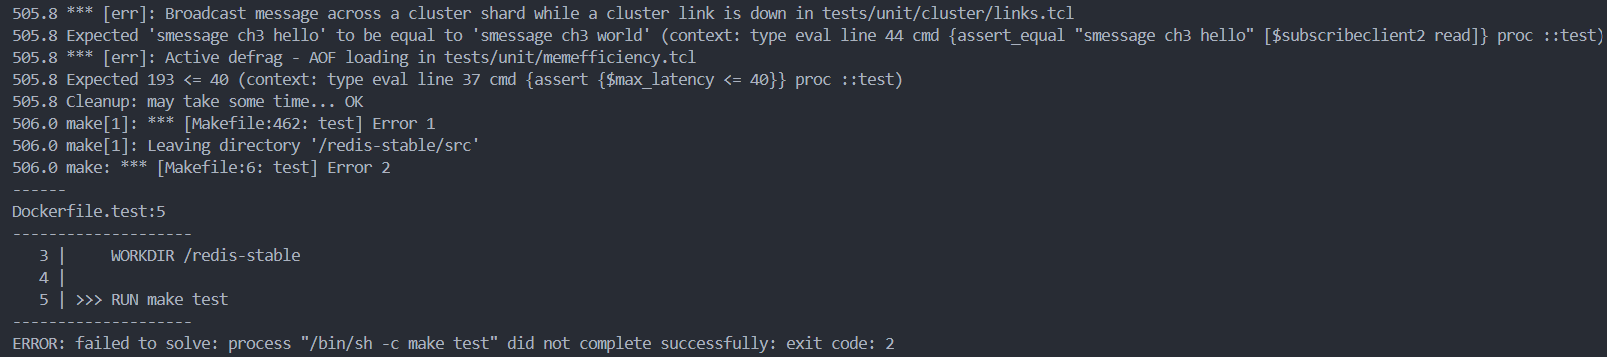 505.8 *** [err]: Broadcast message across a cluster shard while a cluster link is down in tests/unit/cluster/links.tcl
505.8 Expected 'smessage ch3 hello' to be equal to 'smessage ch3 world' (context: type eval line 44 cmd {assert_equal "smessage ch3 hello" [$subscribeclient2 read]} proc ::test)
505.8 *** [err]: Active defrag - AOF loading in tests/unit/memefficiency.tcl
505.8 Expected 193 <= 40 (context: type eval line 37 cmd {assert {$max_latency <= 40}} proc ::test)
505.8 Cleanup: may take some time... OK
506.0 make[1]: *** [Makefile:462: test] Error 1
506.0 make[1]: Leaving directory '/redis-stable/src'
506.0 make: *** [Makefile:6: test] Error 2
------
Dockerfile.test:5
--------------------
   3 |     WORKDIR /redis-stable
   4 |
   5 | >>> RUN make test
--------------------
ERROR: failed to solve: process "/bin/sh -c make test" did not complete successfully: exit code: 2